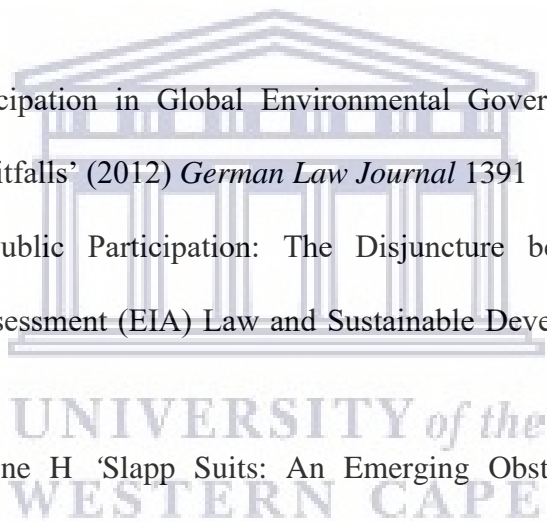 cipation in Global Environmental Gover
itfalls' (2012) German Law Journal 1391
ublic Participation: The Disjuncture be
sessment (EIA) Law and Sustainable Deve
UNIVERSITY of the
ne H 'Slapp Suits: An Emerging Obst
WESTERN CAPE